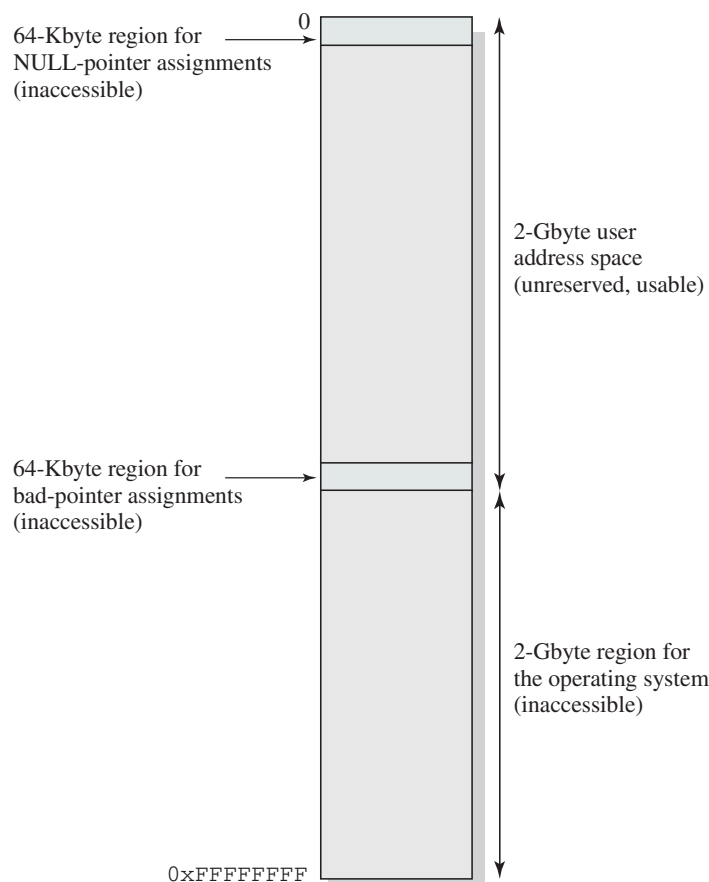 0
64-Kbyte region for
NULL-pointer assignments
(inaccessible)
2-Gbyte user
address space
(unreserved, usable)
64-Kbyte region for
bad-pointer assignments
(inaccessible)
2-Gbyte region for
the operating system
(inaccessible)
0xFFFFFFFF